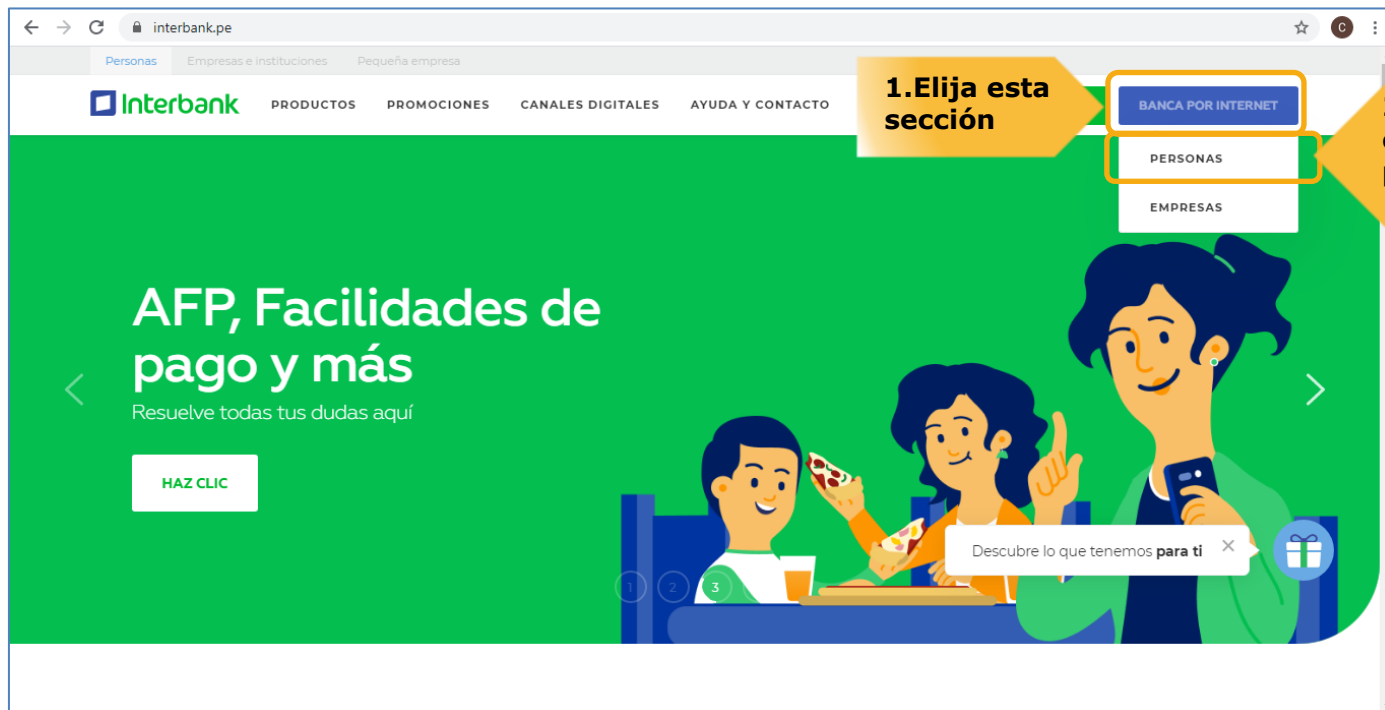 interbank.pe
C
Personas Empresas e instituciones Pequeña empresa
Interbank PRODUCTOS PROMOCIONES CANALES DIGITALES AYUDA Y CONTACTO
1.Elija esta
sección
BANCA POR INTERNET
PERSONAS
EMPRESAS
AFP, Facilidades de
pago y más
Resuelve todas tus dudas aquí
HAZ CLIC
Descubre lo que tenemos para ti
1 2 3